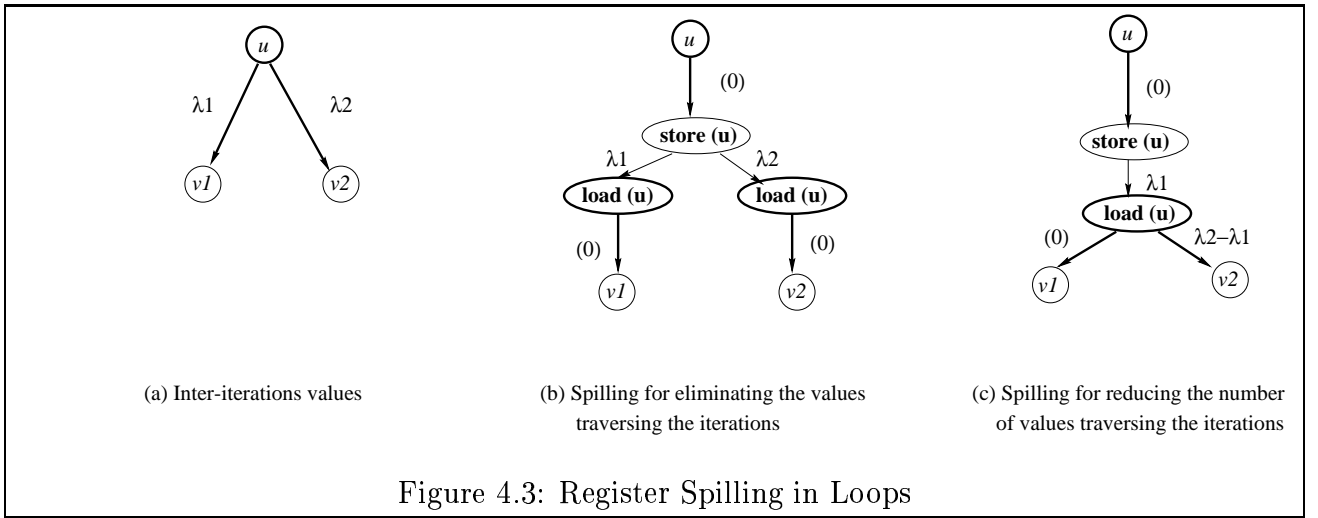 u
λ1
λ2
v1
v2
(a) Inter-iterations values
u
(0)
store (u)
λ1
λ2
load (u)
load (u)
(0)
(0)
v1
v2
(b) Spilling for eliminating the values
traversing the iterations
u
(0)
store (u)
λ1
load (u)
(0)
λ2−λ1
v1
v2
(c) Spilling for reducing the number
of values traversing the iterations
Figure 4.3: Register Spilling in Loops